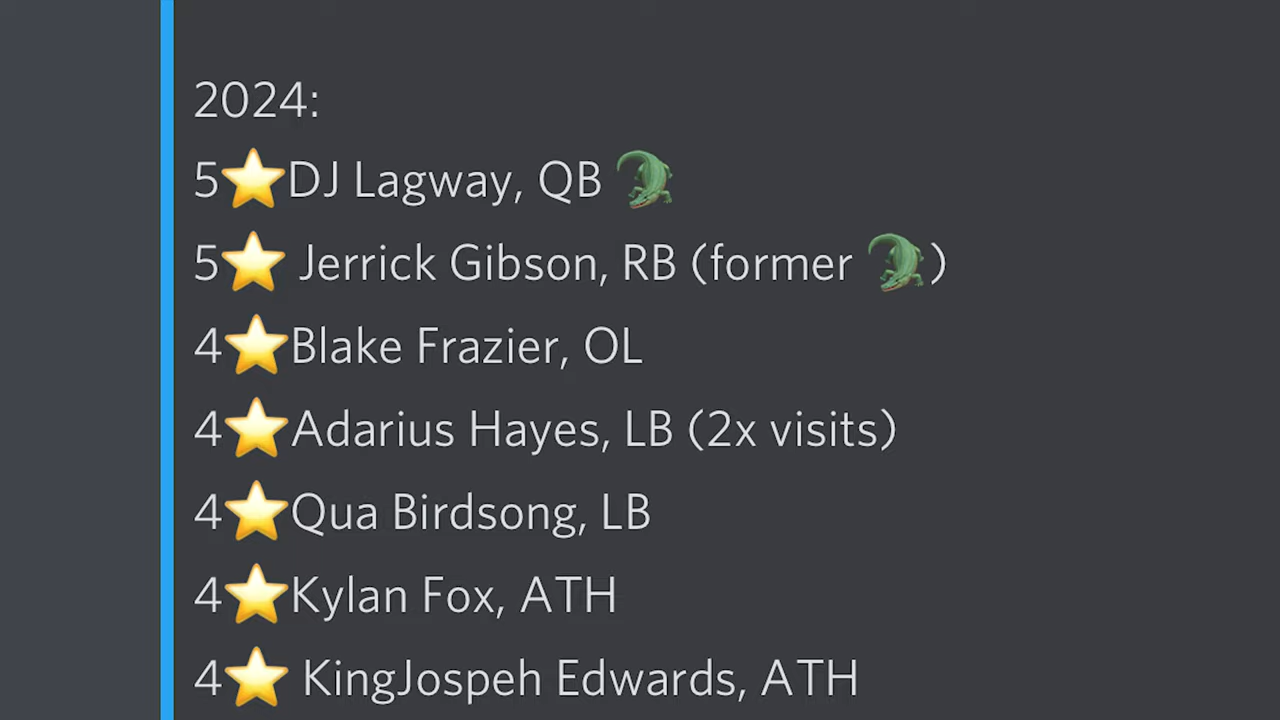 2024:
5⭐DJ Lagway, QB 🐊
5⭐ Jerrick Gibson, RB (former 🐊)
4⭐Blake Frazier, OL
4⭐Adarius Hayes, LB (2x visits)
4⭐Qua Birdsong, LB
4⭐Kylan Fox, ATH
4⭐ KingJospeh Edwards, ATH